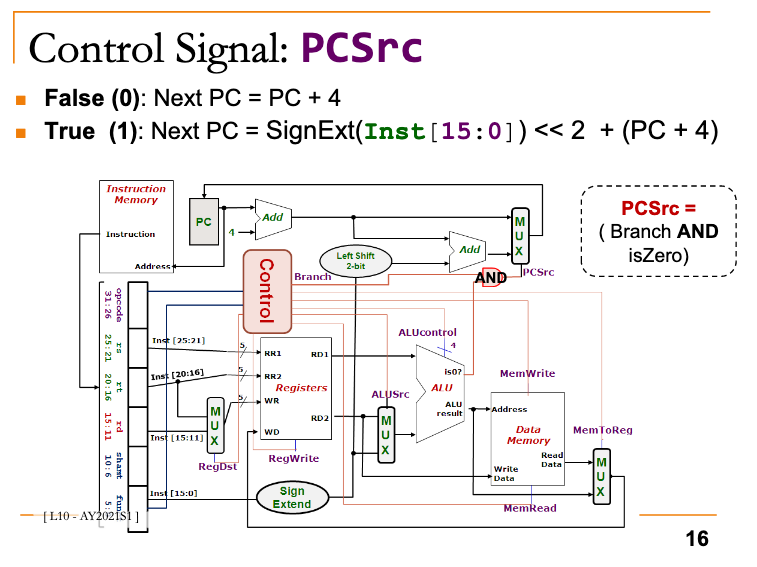 Control Signal: PCSrc
False (0): Next PC = PC + 4
True (1): Next PC = SignExt(Inst[15:0]) << 2 + (PC + 4)
Instruction
Memory
Instruction
Address
PC
4
Add
Left Shift
2-bit
Add
MUX
PCSrc
PCSrc =
( Branch AND
isZero)
AND
Control
Branch
opcode
31:26
rs
25:21
rt
20:16
rd
15:11
shamt
10:6
Inst [25:21]
Inst [20:16]
Inst [15:11]
Inst [15:0]
5
5
5
MUX
RegDst
RR1
RR2
WR
WD
RD1
RD2
Registers
RegWrite
Sign
Extend
ALUSrc
MUX
ALUcontrol
4
is0?
ALU
ALU
result
MemWrite
Address
Data
Memory
Read
Data
Write
Data
MemRead
MemToReg
MUX
[ L10 - AY2021S1 ]
16